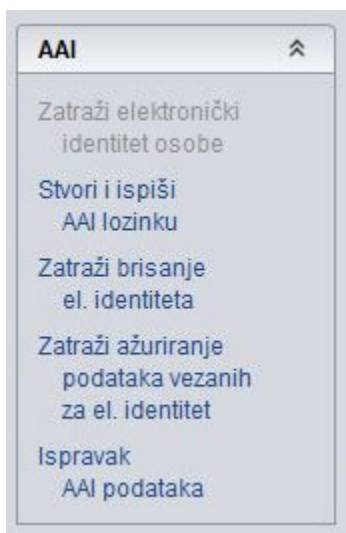 AAI
Zatraži elektronički
identitet osobe
Stvori i ispiši
AAI lozinku
Zatraži brisanje
el. identiteta
Zatraži ažuriranje
podataka vezanih
za el. identitet
Ispravak
AAI podataka